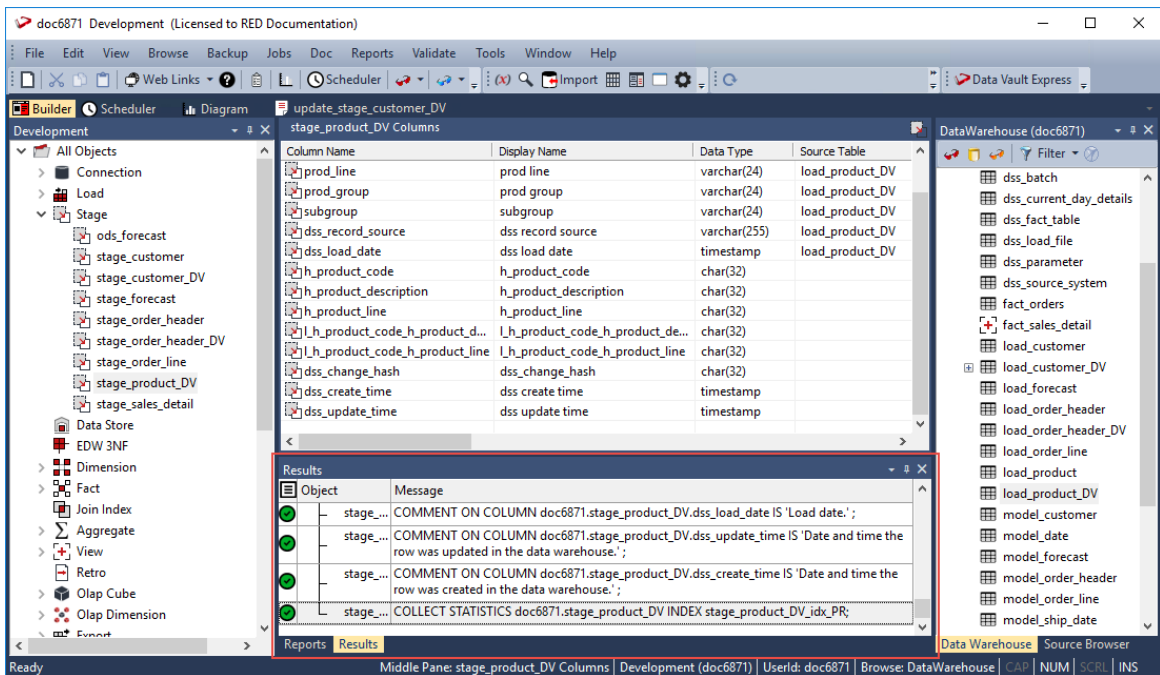 doc6871 Development (Licensed to RED Documentation)
File Edit View Browse Backup Jobs Doc Reports Validate Tools Window Help
Web Links Scheduler (x) Import Data Vault Express
Builder Scheduler Diagram update_stage_customer_DV
Development
All Objects
Connection
Load
Stage
ods_forecast
stage_customer
stage_customer_DV
stage_forecast
stage_order_header
stage_order_header_DV
stage_order_line
stage_product_DV
stage_sales_detail
Data Store
EDW 3NF
Dimension
Fact
Join Index
Aggregate
View
Retro
Olap Cube
Olap Dimension
Export
stage_product_DV Columns
Column Name Display Name Data Type Source Table
prod_line prod line varchar(24) load_product_DV
prod_group prod group varchar(24) load_product_DV
subgroup subgroup varchar(24) load_product_DV
dss_record_source dss record source varchar(255) load_product_DV
dss_load_date dss load date timestamp load_product_DV
h_product_code h_product_code char(32)
h_product_description h_product_description char(32)
h_product_line h_product_line char(32)
l_h_product_code_h_product_d... l_h_product_code_h_product_de... char(32)
l_h_product_code_h_product_line l_h_product_code_h_product_line char(32)
dss_change_hash dss_change_hash char(32)
dss_create_time dss create time timestamp
dss_update_time dss update time timestamp
Results
Object Message
stage_... COMMENT ON COLUMN doc6871.stage_product_DV.dss_load_date IS 'Load date.' ;
stage_... COMMENT ON COLUMN doc6871.stage_product_DV.dss_update_time IS 'Date and time the
row was updated in the data warehouse.' ;
stage_... COMMENT ON COLUMN doc6871.stage_product_DV.dss_create_time IS 'Date and time the
row was created in the data warehouse.' ;
stage_... COLLECT STATISTICS doc6871.stage_product_DV INDEX stage_product_DV_idx_PR;
Reports Results
DataWarehouse (doc6871)
Filter
dss_batch
dss_current_day_details
dss_fact_table
dss_load_file
dss_parameter
dss_source_system
fact_orders
fact_sales_detail
load_customer
load_customer_DV
load_forecast
load_order_header
load_order_header_DV
load_order_line
load_product
load_product_DV
model_customer
model_date
model_forecast
model_order_header
model_order_line
model_ship_date
Data Warehouse Source Browser
Ready Middle Pane: stage_product_DV Columns Development (doc6871) UserId: doc6871 Browse: DataWarehouse CAP NUM SCRL INS